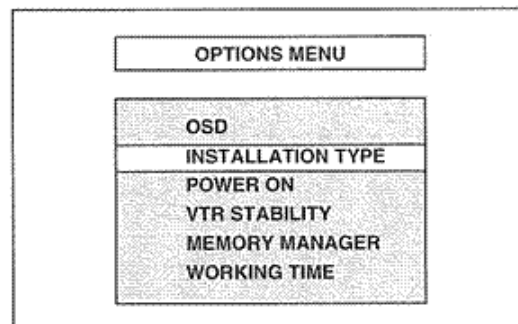 OPTIONS MENU
OSD
INSTALLATION TYPE
POWER ON
VTR STABILITY
MEMORY MANAGER
WORKING TIME